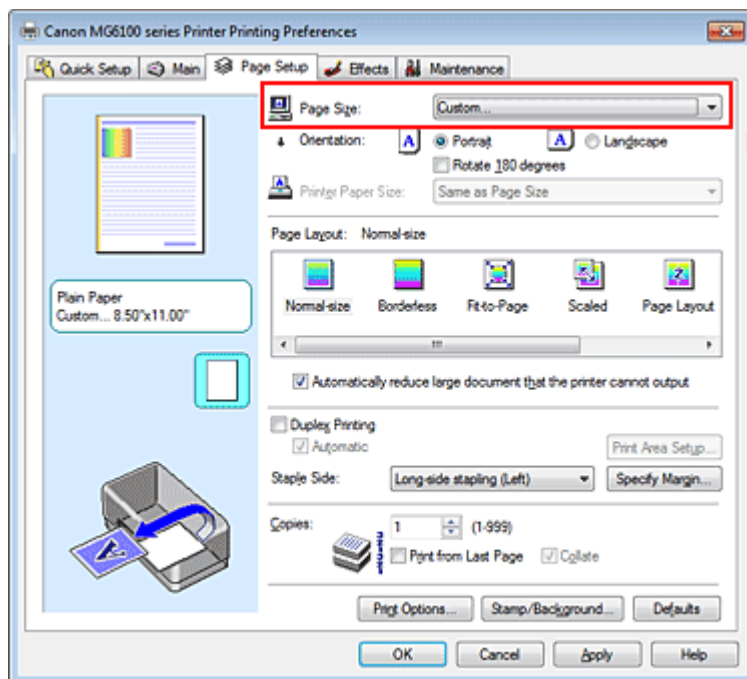 Canon MG6100 series Printer Printing Preferences
Quick Setup Main Page Setup Effects Maintenance
Page Size: Custom...
Orientation: A Portrait A Landscape
Rotate 180 degrees
Printer Paper Size: Same as Page Size
Page Layout: Normal-size
Normal-size Borderless Fit-to-Page Scaled Page Layout
Plain Paper
Custom... 8.50"x11.00"
Automatically reduce large document that the printer cannot output
Duplex Printing
Automatic
Print Area Setup...
Staple Side: Long-side stapling (Left) Specify Margin...
Copies: 1 (1-999)
Print from Last Page Collate
Print Options... Stamp/Background... Defaults
OK Cancel Apply Help